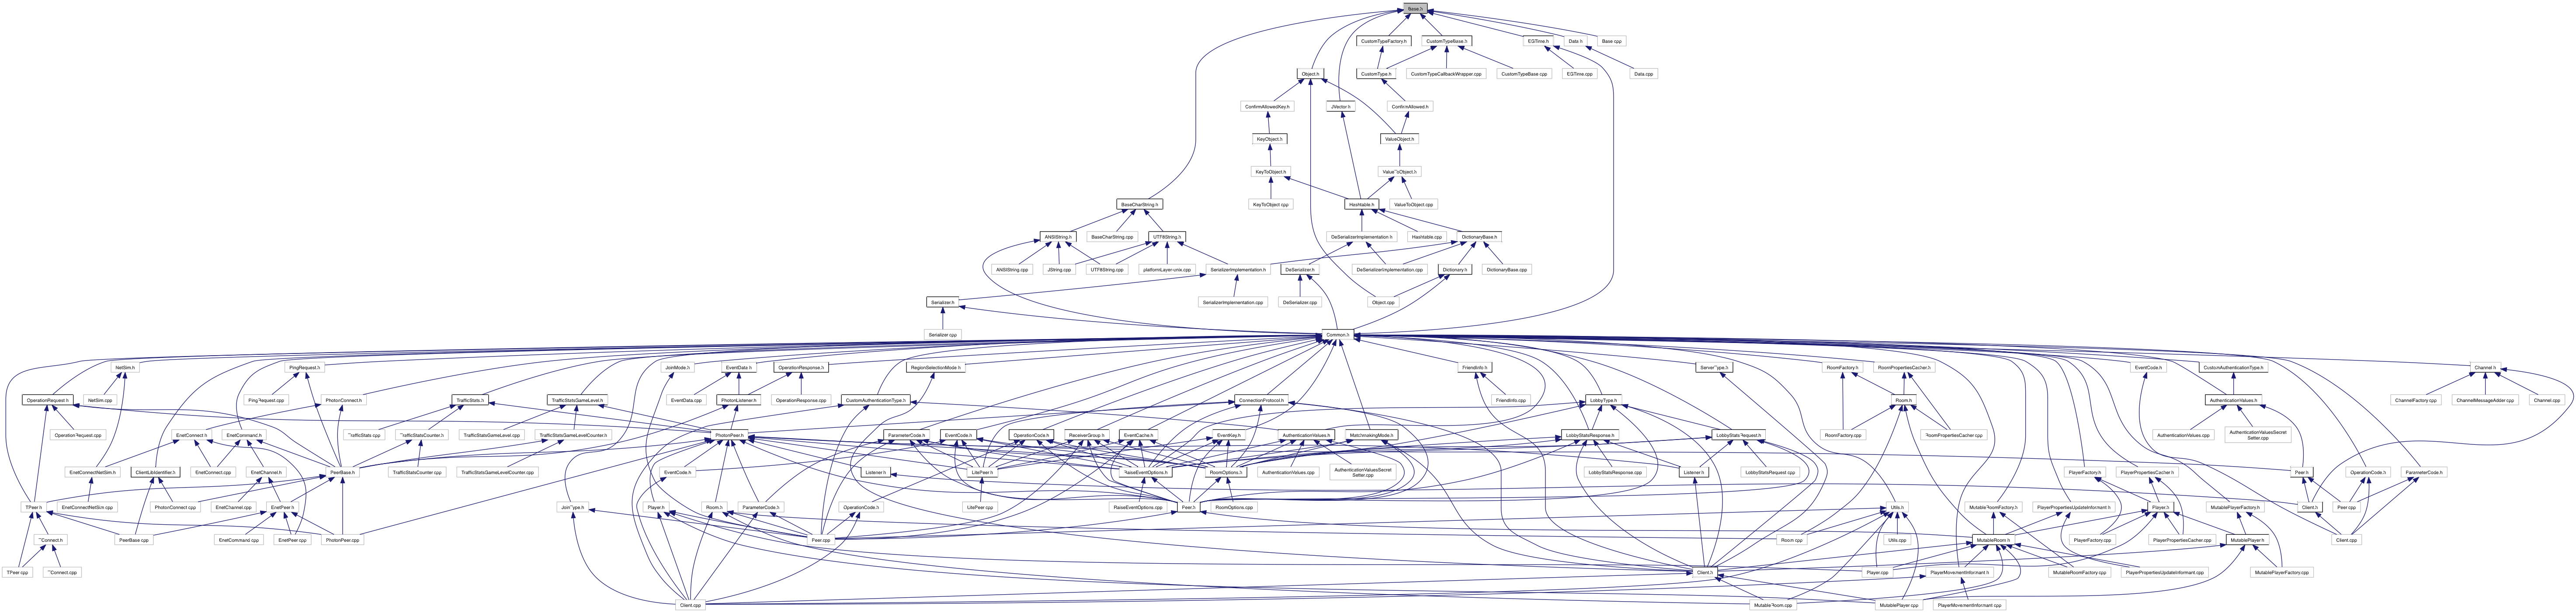 Base.h
CustomTypeFactory.h
CustomTypeBase.h
EGTime.h
Data.h
Base.cpp
Object.h
CustomType.h
CustomTypeCallbackWrapper.cpp
CustomTypeBase.cpp
EGTime.cpp
Data.cpp
ConfirmAllowedKey.h
JVector.h
ConfirmAllowed.h
KeyObject.h
ValueObject.h
KeyToObject.h
ValueToObject.h
BaseCharString.h
KeyToObject.cpp
Hashtable.h
ValueToObject.cpp
ANSIString.h
BaseCharString.cpp
UTF8String.h
DeSerializerImplementation.h
Hashtable.cpp
DictionaryBase.h
ANSIString.cpp
JString.cpp
UTF8String.cpp
platformLayer-unix.cpp
SerializerImplementation.h
DeSerializer.h
DeSerializerImplementation.cpp
Dictionary.h
DictionaryBase.cpp
Serializer.h
SerializerImplementation.cpp
DeSerializer.cpp
Object.cpp
Serializer.cpp
Common.h
NetSim.h
PingRequest.h
JoinMode.h
EventData.h
OperationResponse.h
RegionSelectionMode.h
FriendInfo.h
ServerType.h
RoomFactory.h
RoomPropertiesCacher.h
EventCode.h
CustomAuthenticationType.h
Channel.h
OperationRequest.h
NetSim.cpp
PingRequest.cpp
PhotonConnect.h
TrafficStats.h
TrafficStatsGameLevel.h
EventData.cpp
PhotonListener.h
OperationResponse.cpp
CustomAuthenticationType.h
ConnectionProtocol.h
FriendInfo.cpp
LobbyType.h
Room.h
AuthenticationValues.h
ChannelFactory.cpp
ChannelMessageAdder.cpp
Channel.cpp
OperationRequest.cpp
EnetConnect.h
EnetCommand.h
TrafficStats.cpp
TrafficStatsCounter.h
TrafficStatsGameLevel.cpp
TrafficStatsGameLevelCounter.h
PhotonPeer.h
ParameterCode.h
EventCode.h
OperationCode.h
ReceiverGroup.h
EventCache.h
EventKey.h
AuthenticationValues.h
MatchmakingMode.h
LobbyStatsResponse.h
LobbyStatsRequest.h
RoomFactory.cpp
RoomPropertiesCacher.cpp
AuthenticationValues.cpp
AuthenticationValuesSecret
Setter.cpp
EnetConnectNetSim.h
ClientLibIdentifier.h
EnetConnect.cpp
EnetChannel.h
PeerBase.h
TrafficStatsCounter.cpp
TrafficStatsGameLevelCounter.cpp
EventCode.h
Listener.h
LitePeer.h
RaiseEventOptions.h
RoomOptions.h
AuthenticationValues.cpp
AuthenticationValuesSecret
Setter.cpp
LobbyStatsResponse.cpp
Listener.h
LobbyStatsRequest.cpp
PlayerFactory.h
PlayerPropertiesCacher.h
Peer.h
OperationCode.h
ParameterCode.h
TPeer.h
EnetConnectNetSim.cpp
PhotonConnect.cpp
EnetChannel.cpp
EnetPeer.h
JoinType.h
Player.h
Room.h
ParameterCode.h
OperationCode.h
LitePeer.cpp
RaiseEventOptions.cpp
Peer.h
RoomOptions.cpp
Utils.h
MutableRoomFactory.h
PlayerPropertiesUpdateInformant.h
Player.h
MutablePlayerFactory.h
Client.h
Peer.cpp
TConnect.h
PeerBase.cpp
EnetCommand.cpp
EnetPeer.cpp
PhotonPeer.cpp
Peer.cpp
Room.cpp
Utils.cpp
MutableRoom.h
PlayerFactory.cpp
PlayerPropertiesCacher.cpp
MutablePlayer.h
Client.cpp
TPeer.cpp
TConnect.cpp
Client.h
Player.cpp
PlayerMovementInformant.h
MutableRoomFactory.cpp
PlayerPropertiesUpdateInformant.cpp
MutablePlayerFactory.cpp
Client.cpp
MutableRoom.cpp
MutablePlayer.cpp
PlayerMovementInformant.cpp